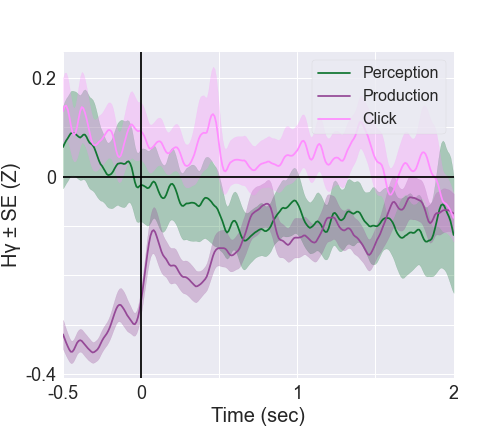 Perception
Production
Click
0.2
0
-0.4
Hγ ± SE (Z)
-0.5
0
1
2
Time (sec)